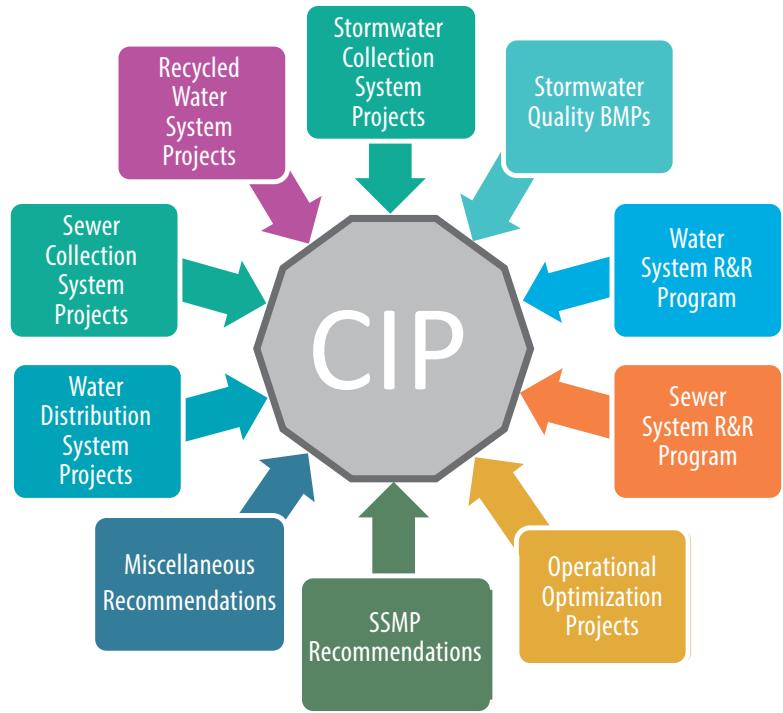 Stormwater
Collection
System
Projects
Stormwater
Quality BMPs
Water
System R&R
Program
Sewer
System R&R
Program
Operational
Optimization
Projects
SSMP
Recommendations
Miscellaneous
Recommendations
Water
Distribution
System
Projects
Sewer
Collection
System
Projects
Recycled
Water
System
Projects
CIP